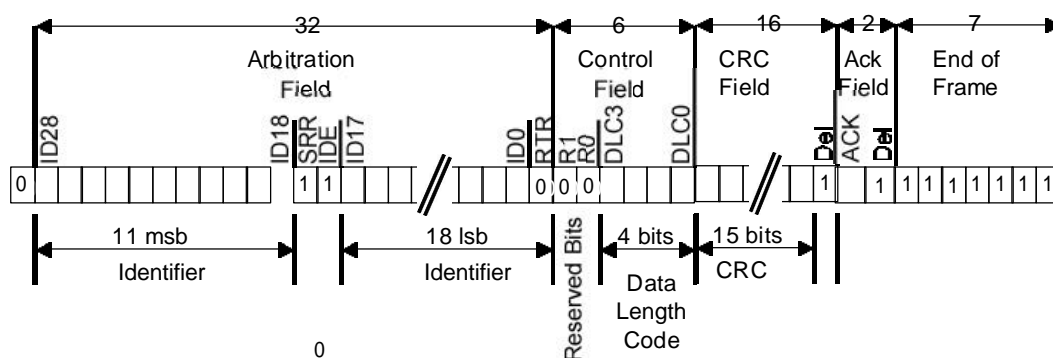 32 6 16 2 7
Arbitration Field
Control Field
CRC Field
Ack Field
End of Frame
ID28 ID18 SRR IDE ID17 ID0 RTR R1 R0 DLC3 DLC0 Del ACK Del
0 1 1 0 0 0 1 1 1 1 1 1 1 1 1
11 msb 18 lsb 4 bits 15 bits
Identifier Identifier CRC
Reserved Bits
Data
Length
Code
0